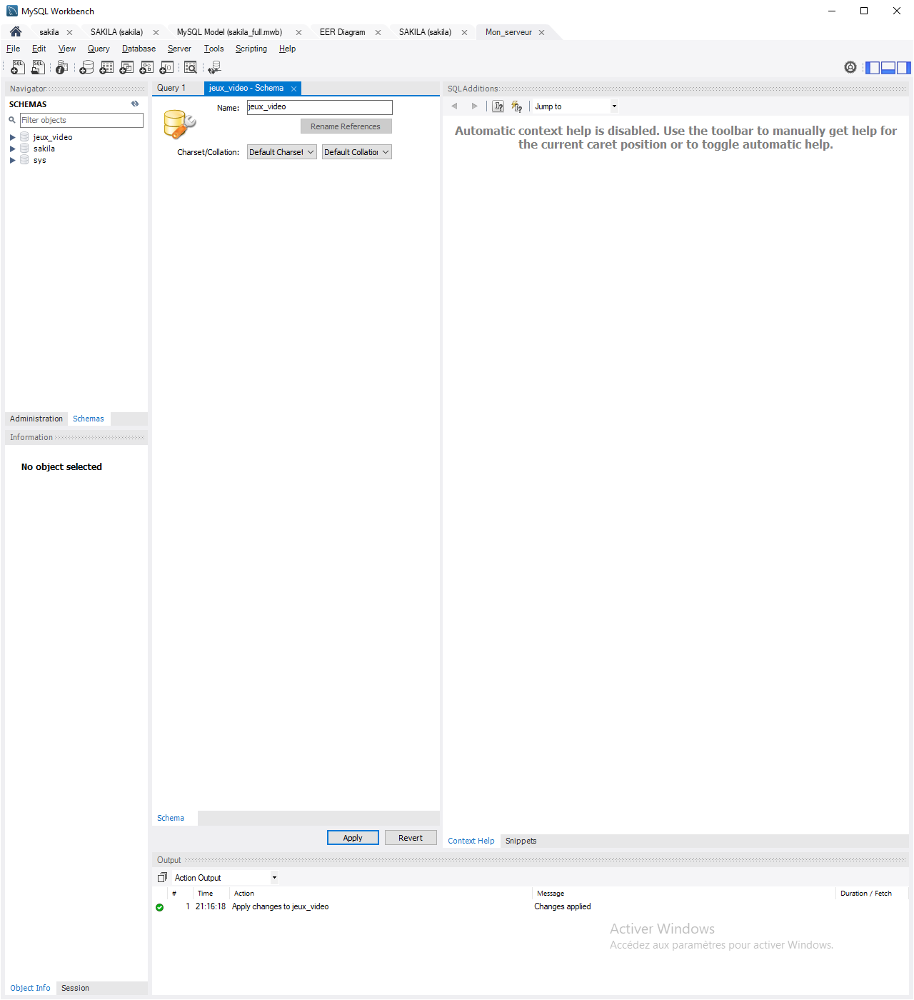 MySQL Workbench
sakila
SAKILA (sakila)
MySQL Model (sakila_full.mwb)
EER Diagram
SAKILA (sakila)
Mon_serveur
File Edit View Query Database Server Tools Scripting Help
Navigator
SCHEMAS
Filter objects
jeux_video
sakila
sys
Administration
Schemas
Information
No object selected
Object Info
Session
Query 1
jeux_video - Schema
Name:
jeux_video
Rename References
Charset/Collation:
Default Charset
Default Collation
Schema
Apply
Revert
SQLAdditions
Jump to
Automatic context help is disabled. Use the toolbar to manually get help for
the current caret position or to toggle automatic help.
Context Help
Snippets
Output
Action Output
# Time Action Message Duration / Fetch
1 21:16:18 Apply changes to jeux_video Changes applied
Activer Windows
Accédez aux paramètres pour activer Windows.